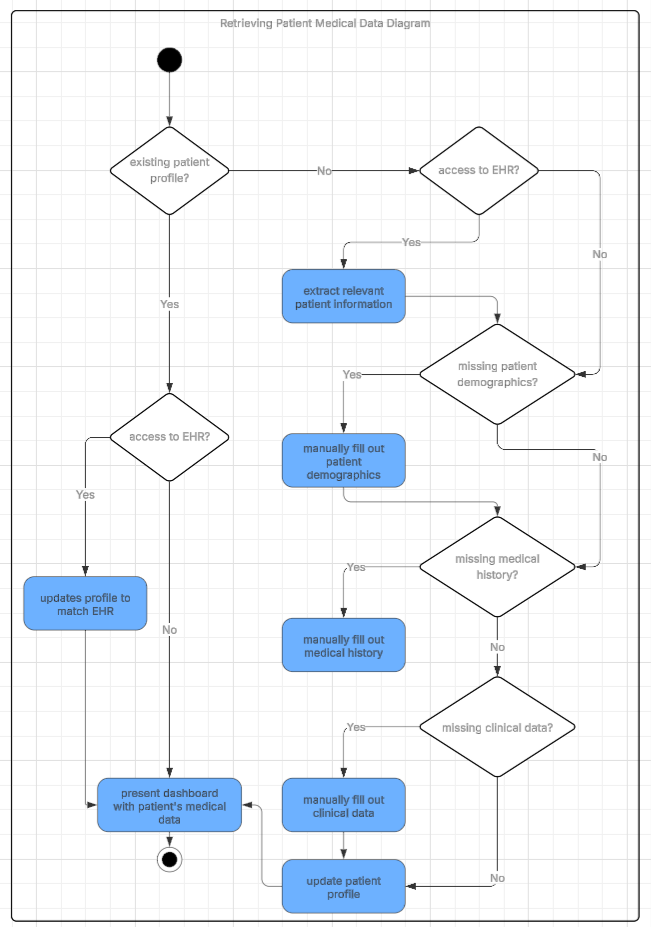 Retrieving Patient Medical Data Diagram
existing patient
profile?
No
access to EHR?
Yes
No
extract relevant
patient information
Yes
missing patient
demographics?
Yes
access to EHR?
manually fill out
patient
demographics
No
Yes
missing medical
history?
Yes
updates profile to
match EHR
No
manually fill out
medical history
No
missing clinical data?
Yes
present dashboard
with patient's medical
data
manually fill out
clinical data
No
update patient
profile